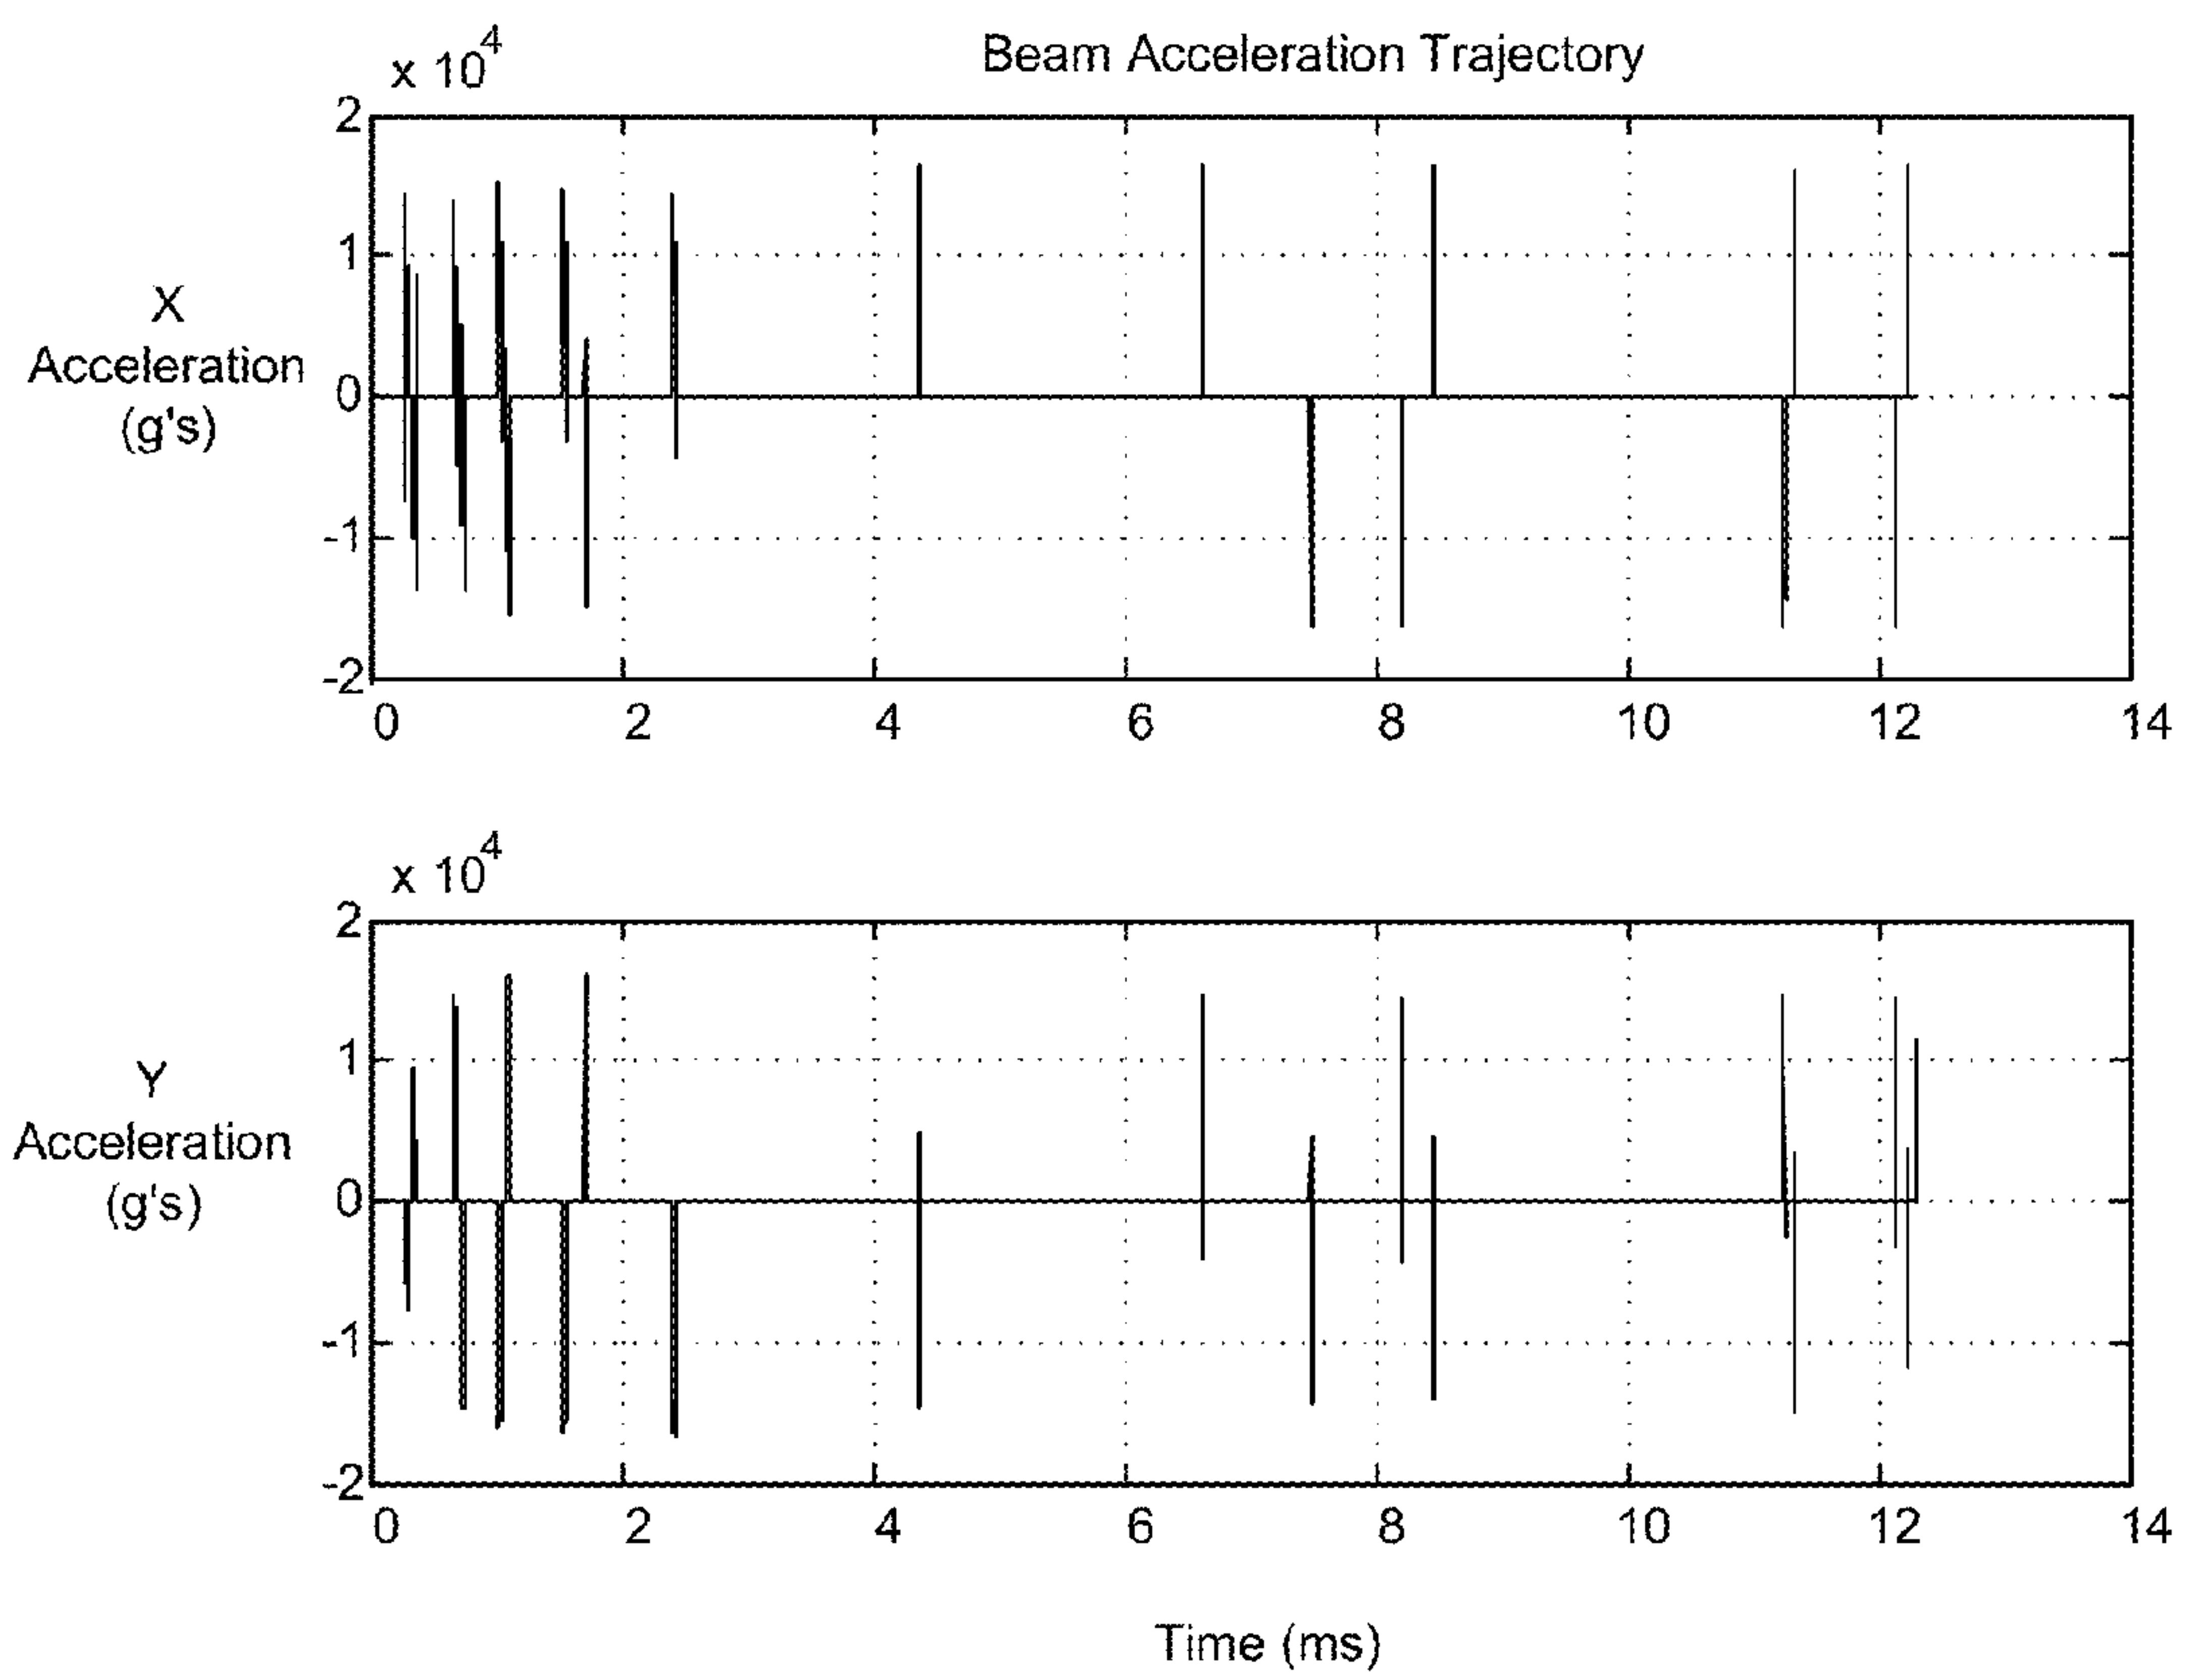 x 10^4
Beam Acceleration Trajectory
2
1
0
-1
-2
X
Acceleration
(g's)
0 2 4 6 8 10 12 14
x 10^4
2
1
0
-1
-2
Y
Acceleration
(g's)
0 2 4 6 8 10 12 14
Time (ms)